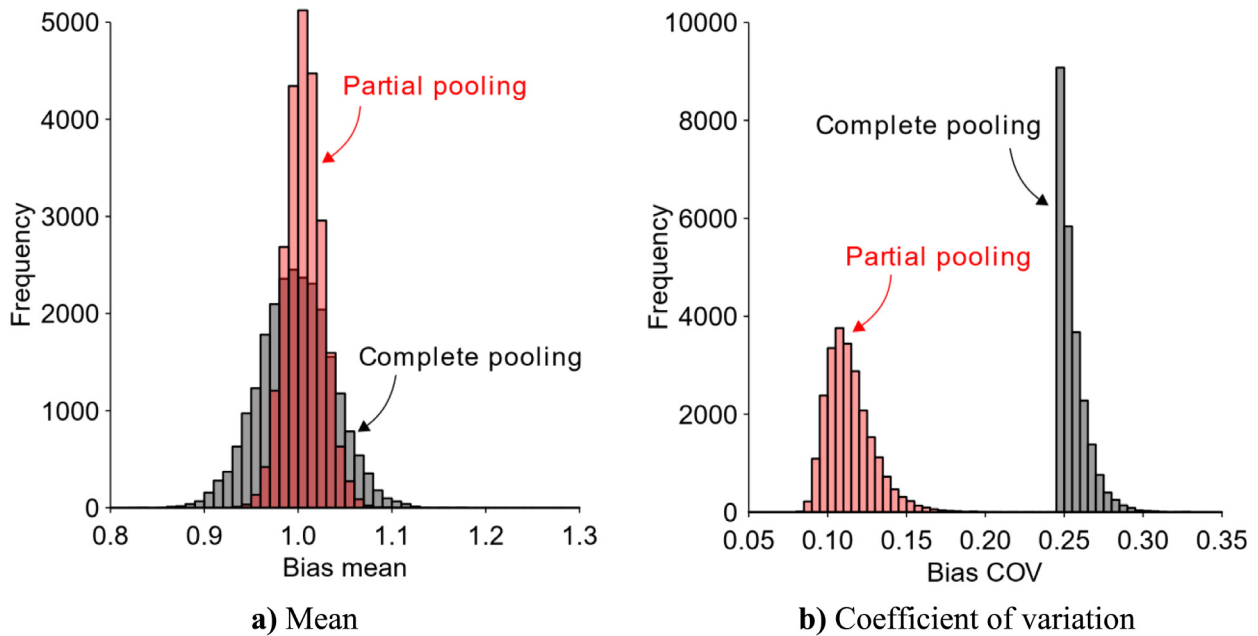 5000
4000
3000
2000
1000
0
Frequency
0.8 0.9 1.0 1.1 1.2 1.3
Bias mean
Partial pooling
Complete pooling
a) Mean
10000
8000
6000
4000
2000
0
Frequency
0.05 0.10 0.15 0.20 0.25 0.30 0.35
Bias COV
Complete pooling
Partial pooling
b) Coefficient of variation